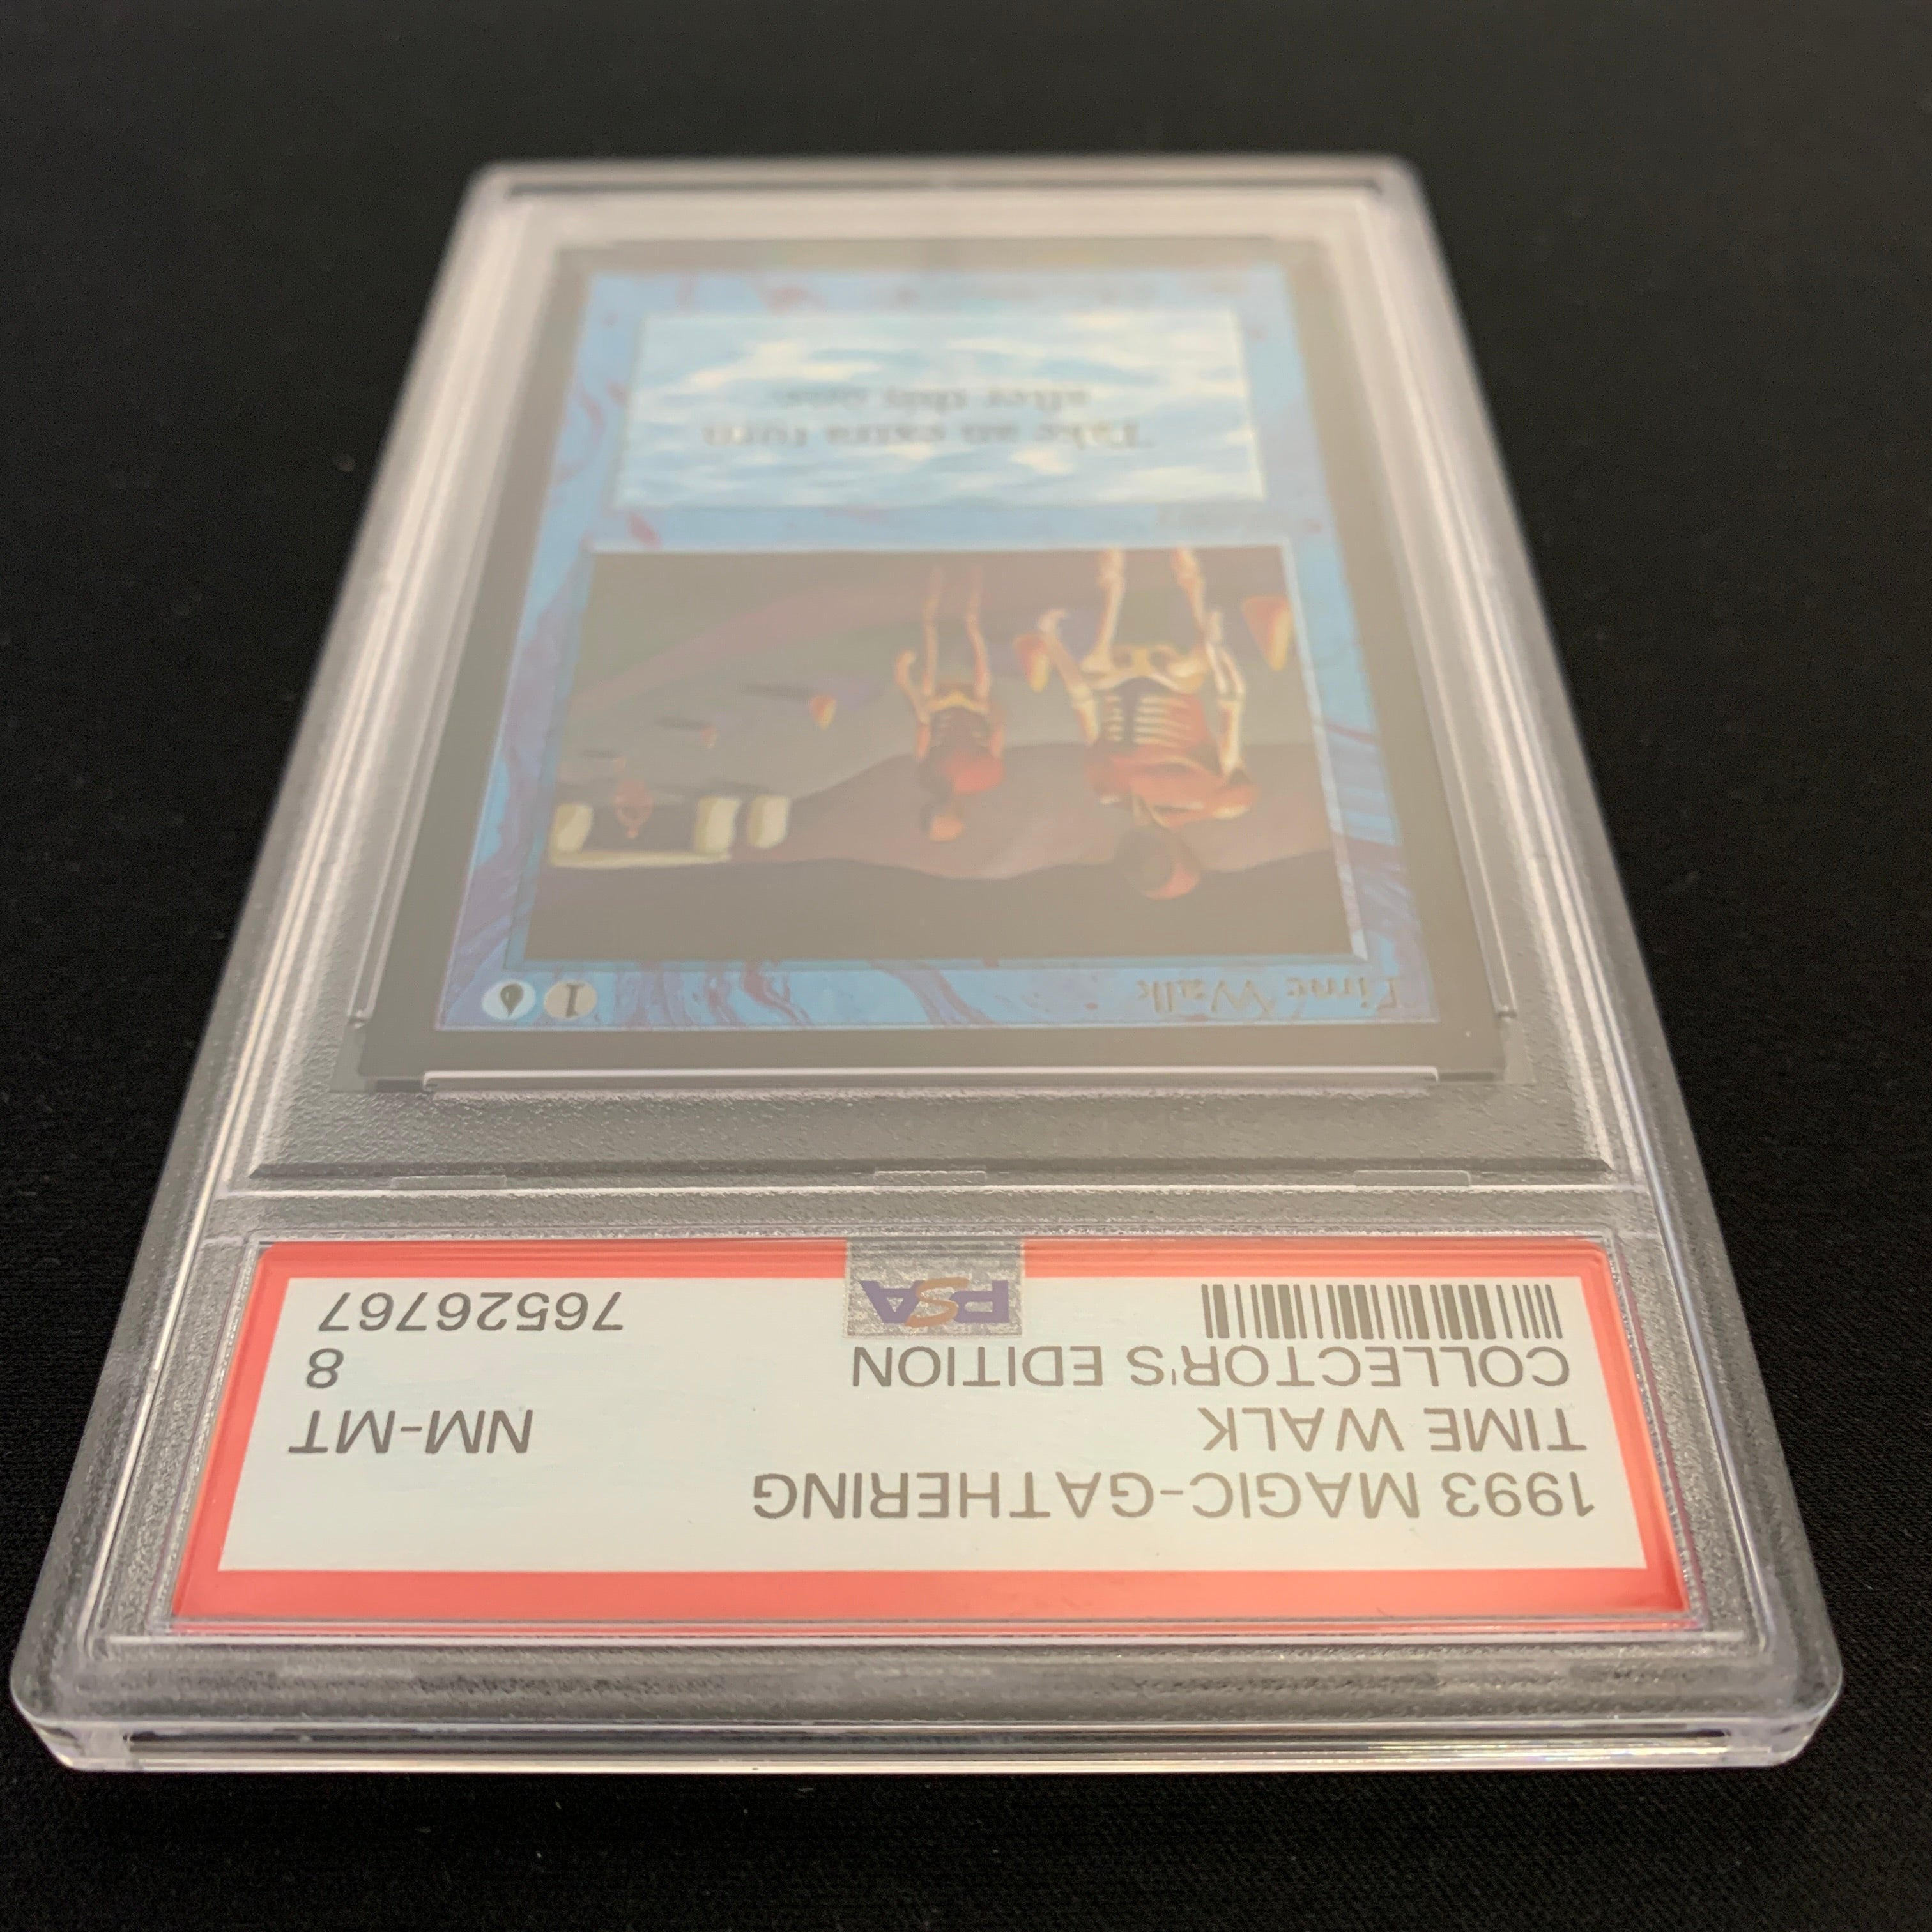 1993 MAGIC-GATHERING
TIME WALK NM-MT
COLLECTOR'S EDITION 8
PSA 76526767
Time Walk 1
Take an extra turn
after this one.